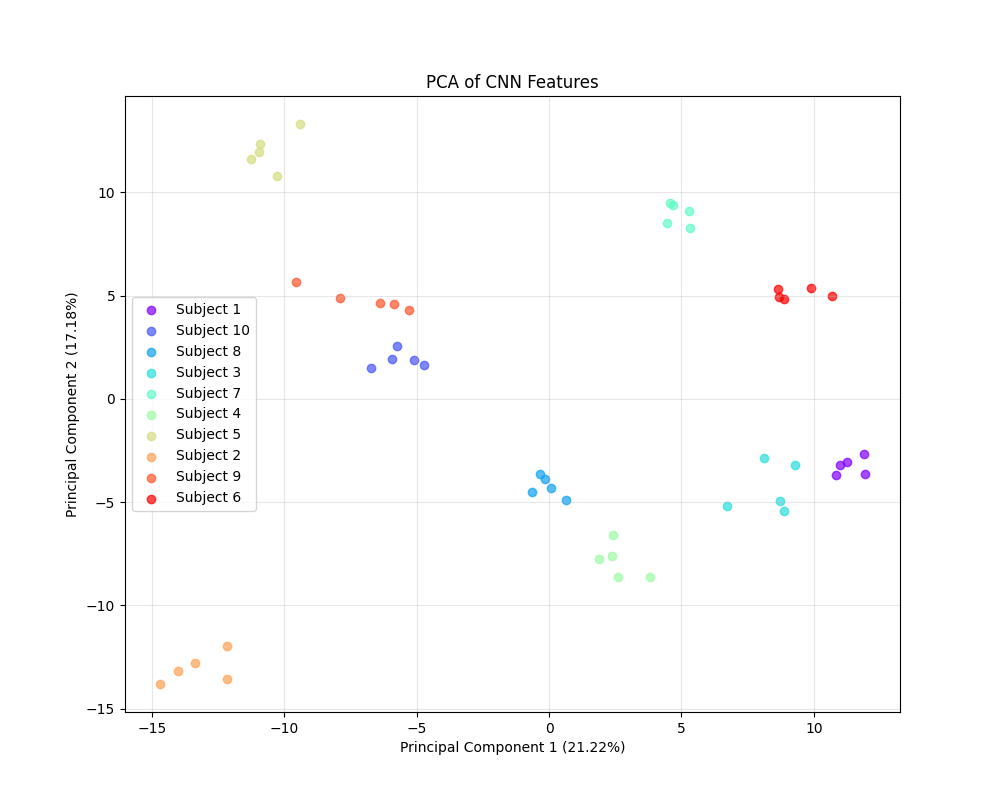 PCA of CNN Features
Principal Component 2 (17.18%)
10
5
0
−5
−10
−15
Subject 1
Subject 10
Subject 8
Subject 3
Subject 7
Subject 4
Subject 5
Subject 2
Subject 9
Subject 6
−15 −10 −5 0 5 10
Principal Component 1 (21.22%)